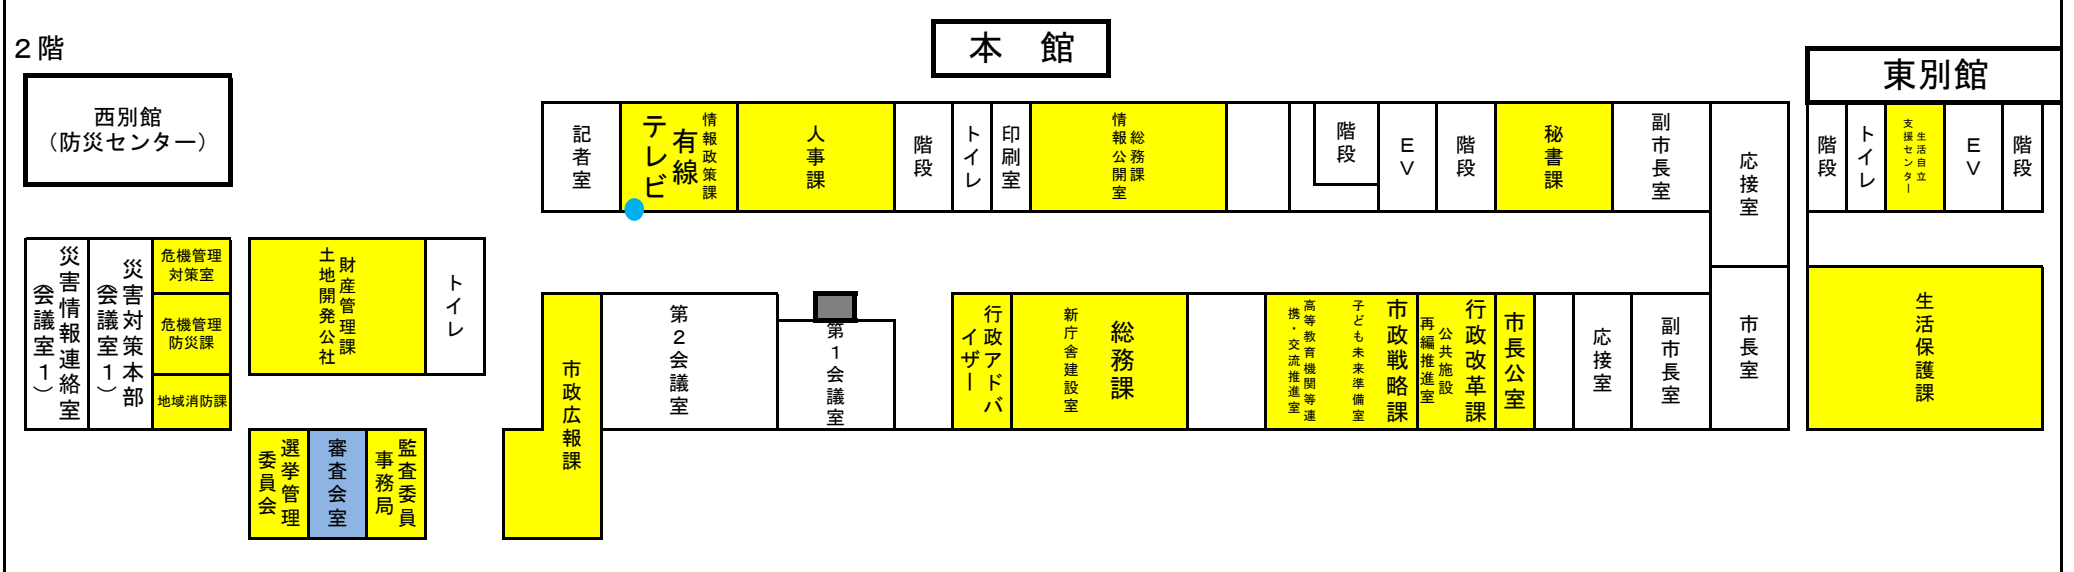 ２階
本　館
東別館
西別館
（防災センター）
記者室
有線
テレビ
情報政策課
人事課
階段
トイレ
印刷室
総務課
情報公開室
階段
ＥＶ
階段
秘書課
副市長室
応接室
階段
トイレ
生活自立
支援センター
ＥＶ
階段
災害情報連絡室
（会議室１）
災害対策本部
（会議室１）
危機管理
対策室
危機管理
防災課
地域消防課
財産管理課
土地開発公社
トイレ
市政広報課
第２会議室
第１会議室
行政アドバ
イザー
総務課
新庁舎建設室
市政戦略課
子ども未来準備室
高等教育機関等連
携・交流推進室
行政改革課
公共施設
再編推進室
市長公室
応接室
副市長室
市長室
生活保護課
選挙管理
委員会
審査会室
監査委員
事務局